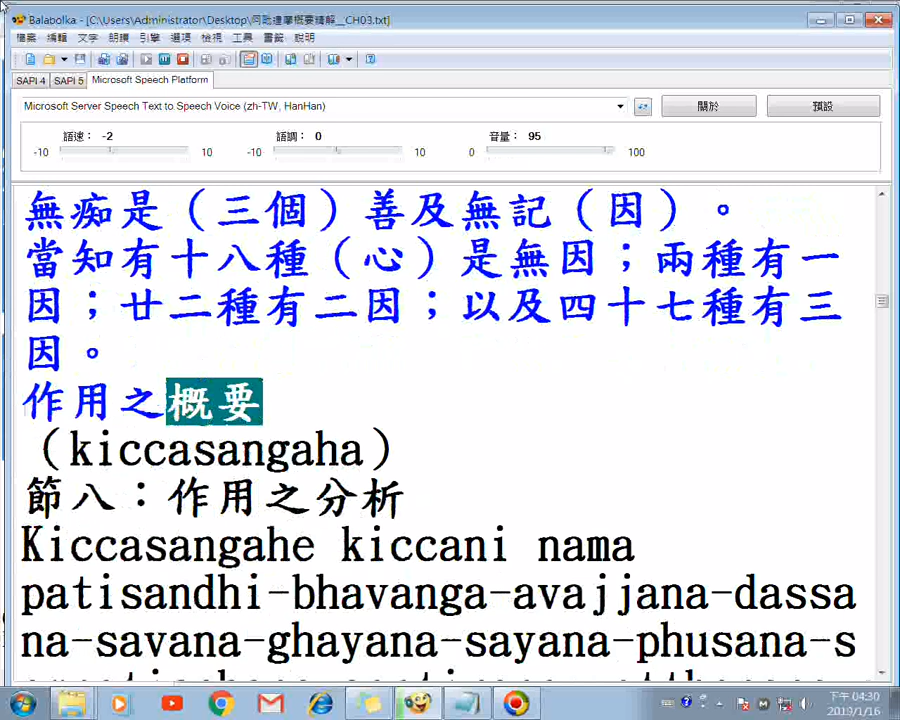 Balabolka - [C:\Users\Administrator\Desktop\阿毗達摩概要精解__CH03.txt]
檔案 編輯 文字 朗讀 引擎 選項 檢視 工具 書籤 說明
SAPI 4 SAPI 5 Microsoft Speech Platform
Microsoft Server Speech Text to Speech Voice (zh-TW, HanHan)
關於
預設
語速： -2 語調： 0 音量： 95
-10 10 -10 10 0 100
無痴是（三個）善及無記（因）。
當知有十八種（心）是無因；兩種有一
因；廿二種有二因；以及四十七種有三
因。
作用之概要
（kiccasangaha）
節八：作用之分析
Kiccasangahe kiccani nama
patisandhi-bhavanga-avajjana-dassa
na-savana-ghayana-sayana-phusana-s
下午 04:30
2019/1/16